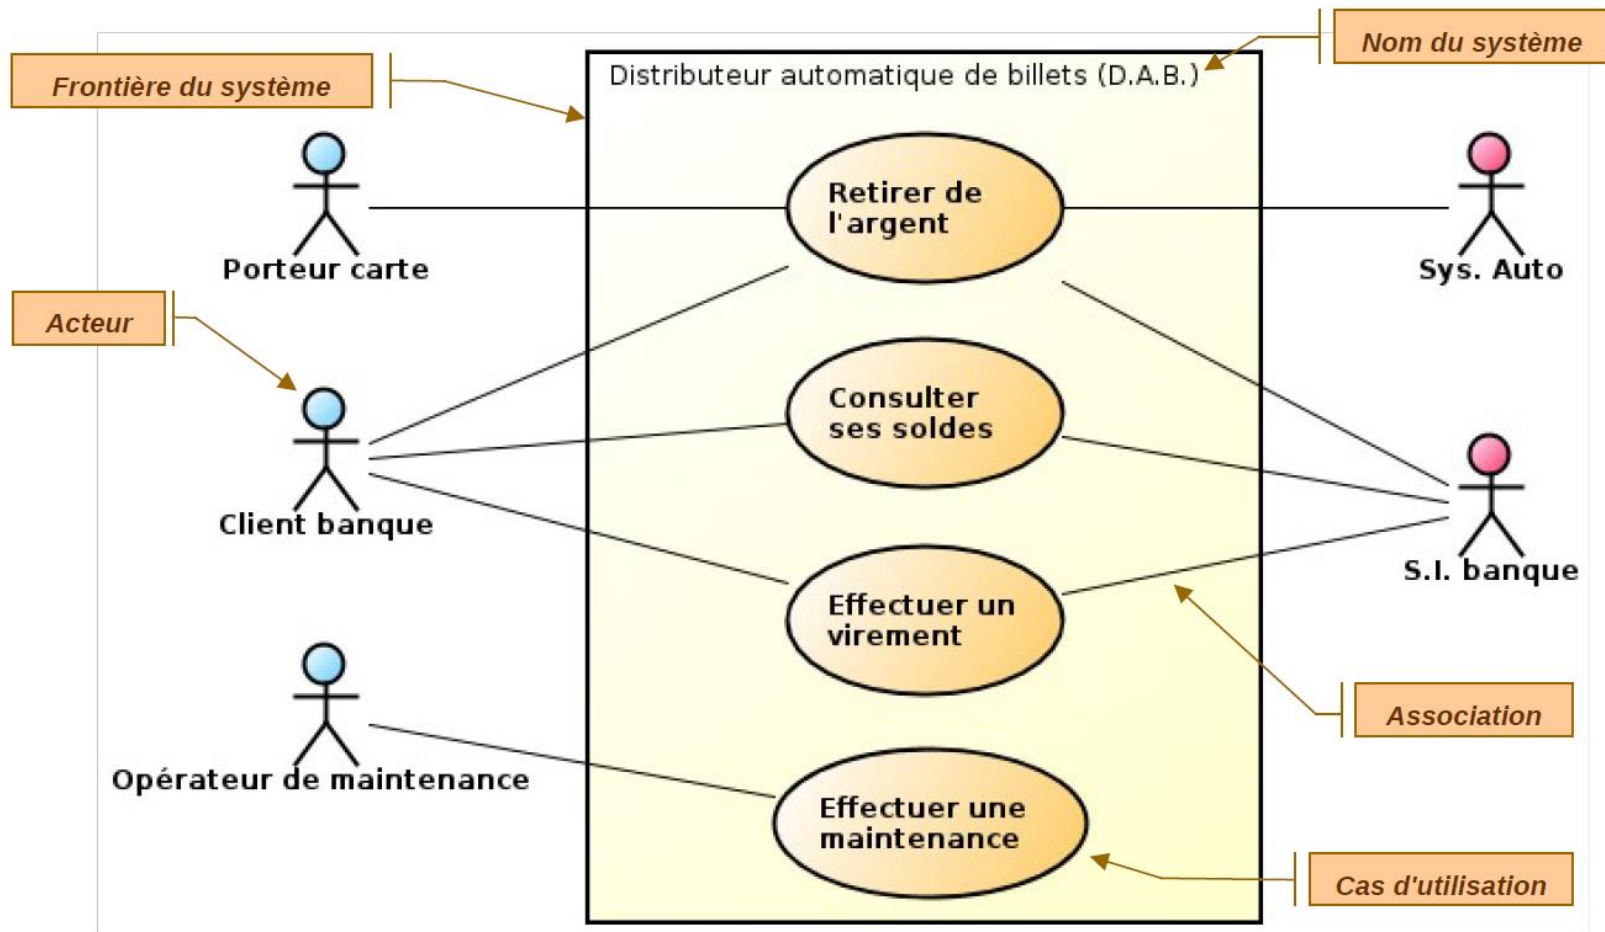 Nom du système
Frontière du système
Distributeur automatique de billets (D.A.B.)
Retirer de
l'argent
Porteur carte
Sys. Auto
Acteur
Consulter
ses soldes
Client banque
S.I. banque
Effectuer un
virement
Association
Opérateur de maintenance
Effectuer une
maintenance
Cas d'utilisation